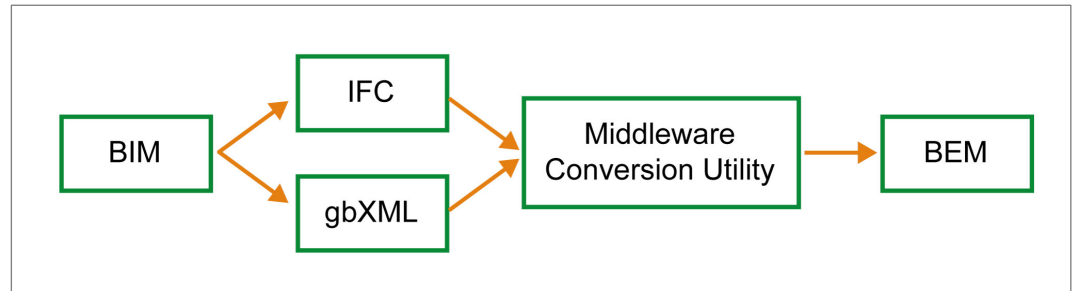 BIM
IFC
gbXML
Middleware
Conversion Utility
BEM